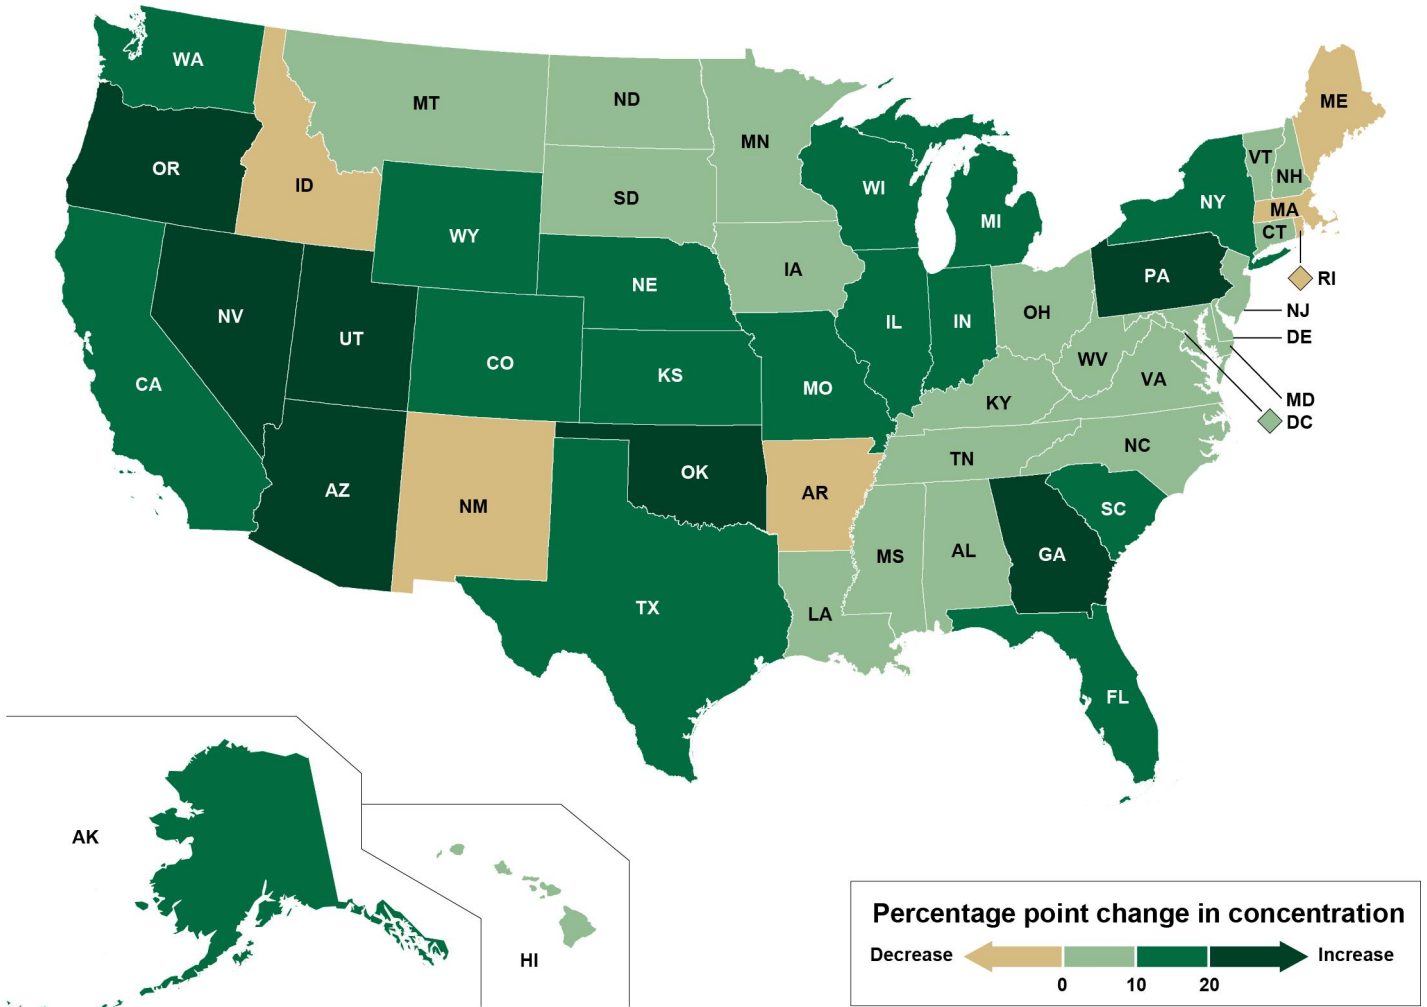 WA
MT
ND
MN
ME
OR
ID
SD
WI
MI
NY
VT
NH
MA
CT
RI
WY
IA
NE
PA
NJ
NV
UT
CO
KS
IL
IN
OH
DE
CA
MO
WV
VA
MD
DC
KY
NC
TN
AZ
NM
OK
AR
SC
MS
AL
GA
LA
TX
FL
AK
HI
Percentage point change in concentration
Decrease
Increase
0 10 20